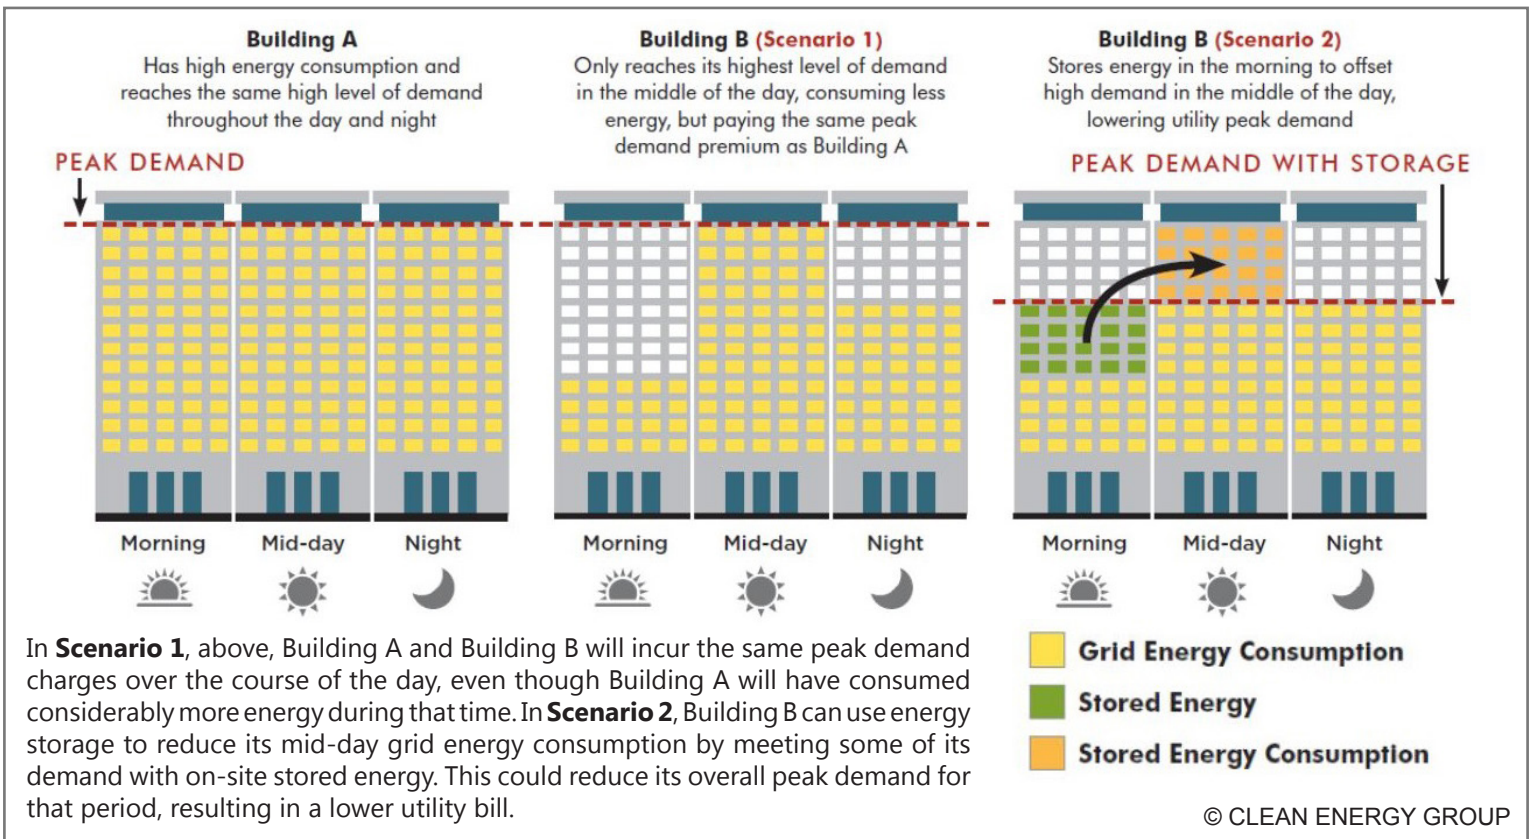 Building A
Has high energy consumption and
reaches the same high level of demand
throughout the day and night
Building B (Scenario 1)
Only reaches its highest level of demand
in the middle of the day, consuming less
energy, but paying the same peak
demand premium as Building A
Building B (Scenario 2)
Stores energy in the morning to offset
high demand in the middle of the day,
lowering utility peak demand
PEAK DEMAND
PEAK DEMAND WITH STORAGE
Morning
Mid-day
Night
Morning
Mid-day
Night
Morning
Mid-day
Night
In Scenario 1, above, Building A and Building B will incur the same peak demand
charges over the course of the day, even though Building A will have consumed
considerably more energy during that time. In Scenario 2, Building B can use energy
storage to reduce its mid-day grid energy consumption by meeting some of its
demand with on-site stored energy. This could reduce its overall peak demand for
that period, resulting in a lower utility bill.
Grid Energy Consumption
Stored Energy
Stored Energy Consumption
© CLEAN ENERGY GROUP